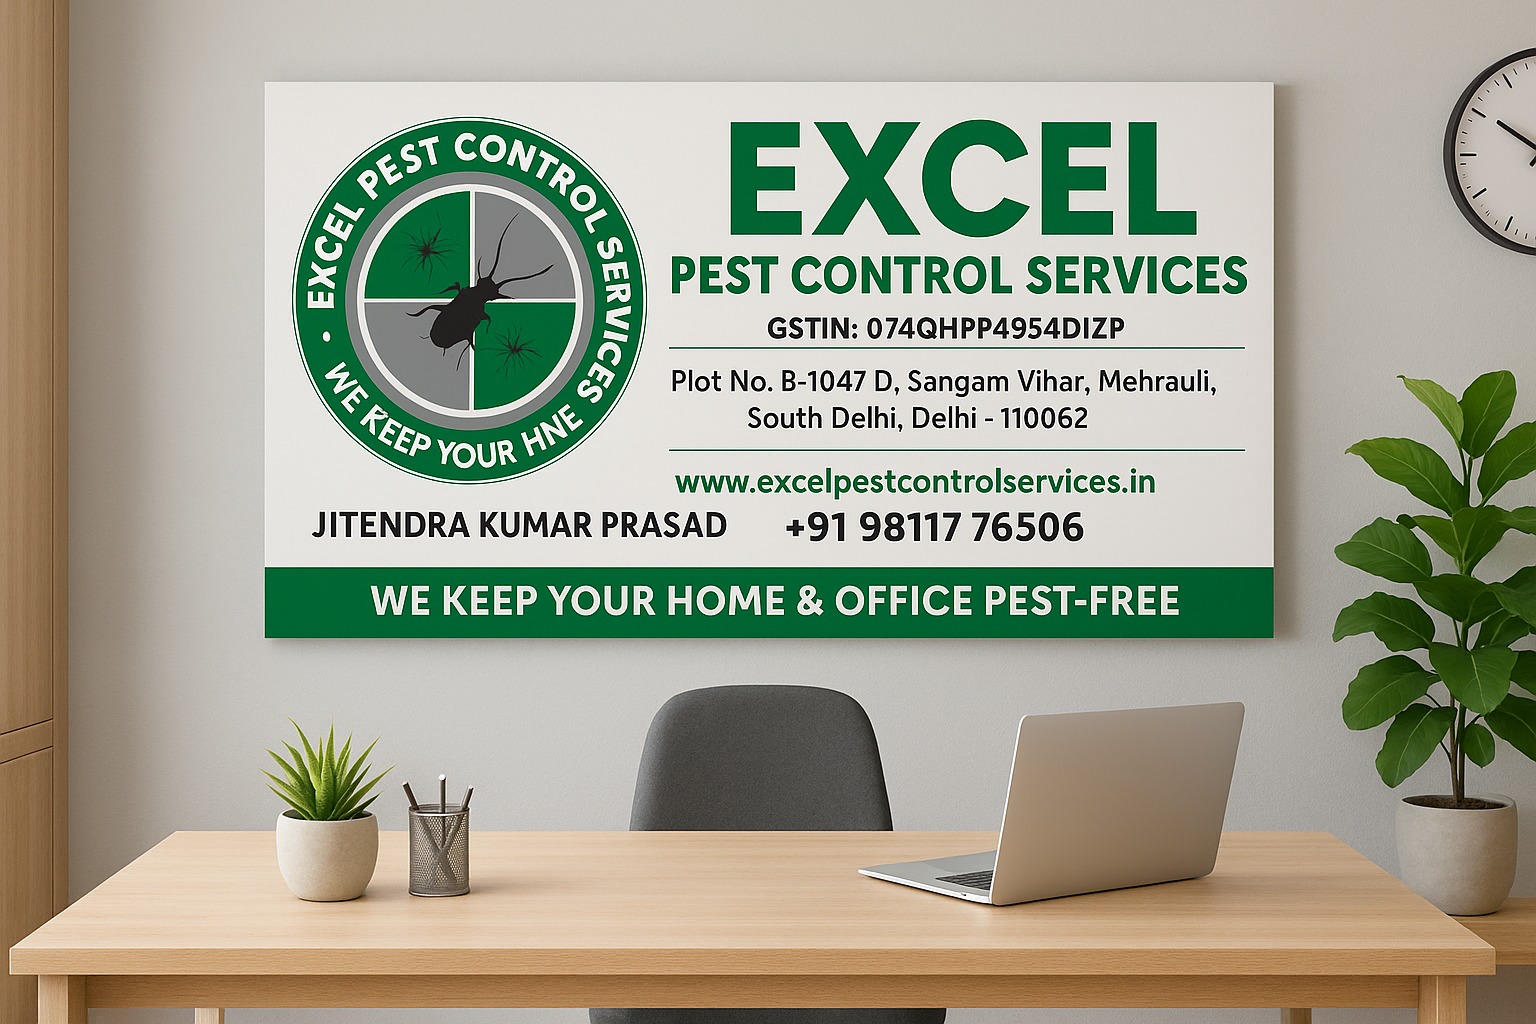 EXCEL PEST CONTROL SERVICES
• WE KEEP YOUR HNE
EXCEL
PEST CONTROL SERVICES
GSTIN: 074QHPP4954DIZP
Plot No. B-1047 D, Sangam Vihar, Mehrauli,
South Delhi, Delhi - 110062
www.excelpestcontrolservices.in
JITENDRA KUMAR PRASAD
+91 98117 76506
WE KEEP YOUR HOME & OFFICE PEST-FREE